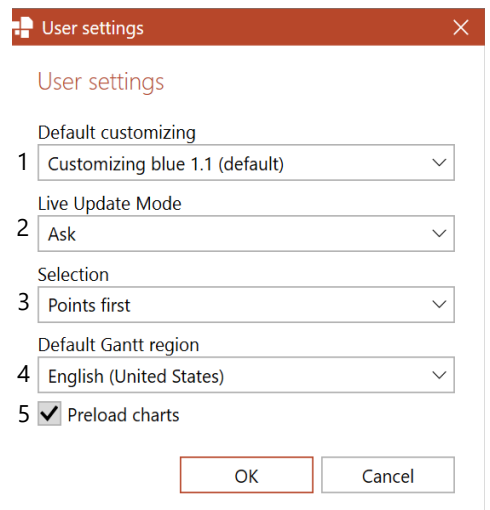 User settings
User settings
Default customizing
1 Customizing blue 1.1 (default)
Live Update Mode
2 Ask
Selection
3 Points first
Default Gantt region
4 English (United States)
5 Preload charts
OK Cancel